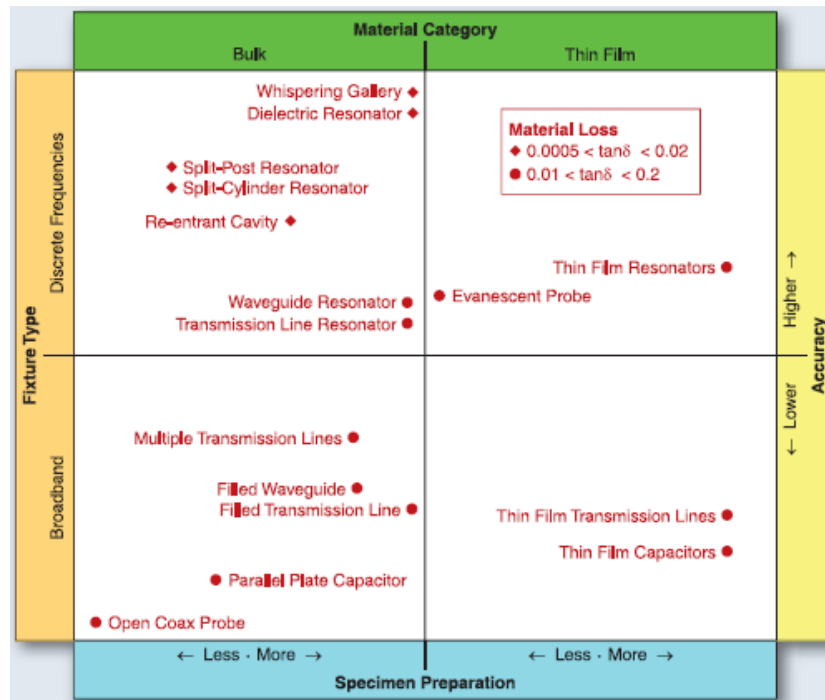 Material Category
Bulk
Thin Film
Whispering Gallery
Dielectric Resonator
Material Loss
0.0005 < tanδ < 0.02
0.01 < tanδ < 0.2
Split-Post Resonator
Split-Cylinder Resonator
Re-entrant Cavity
Thin Film Resonators
Evanescent Probe
Waveguide Resonator
Transmission Line Resonator
Fixture Type
Discrete Frequencies
Broadband
Higher →
← Lower
Accuracy
Multiple Transmission Lines
Filled Waveguide
Filled Transmission Line
Thin Film Transmission Lines
Thin Film Capacitors
Parallel Plate Capacitor
Open Coax Probe
← Less · More →
← Less · More →
Specimen Preparation